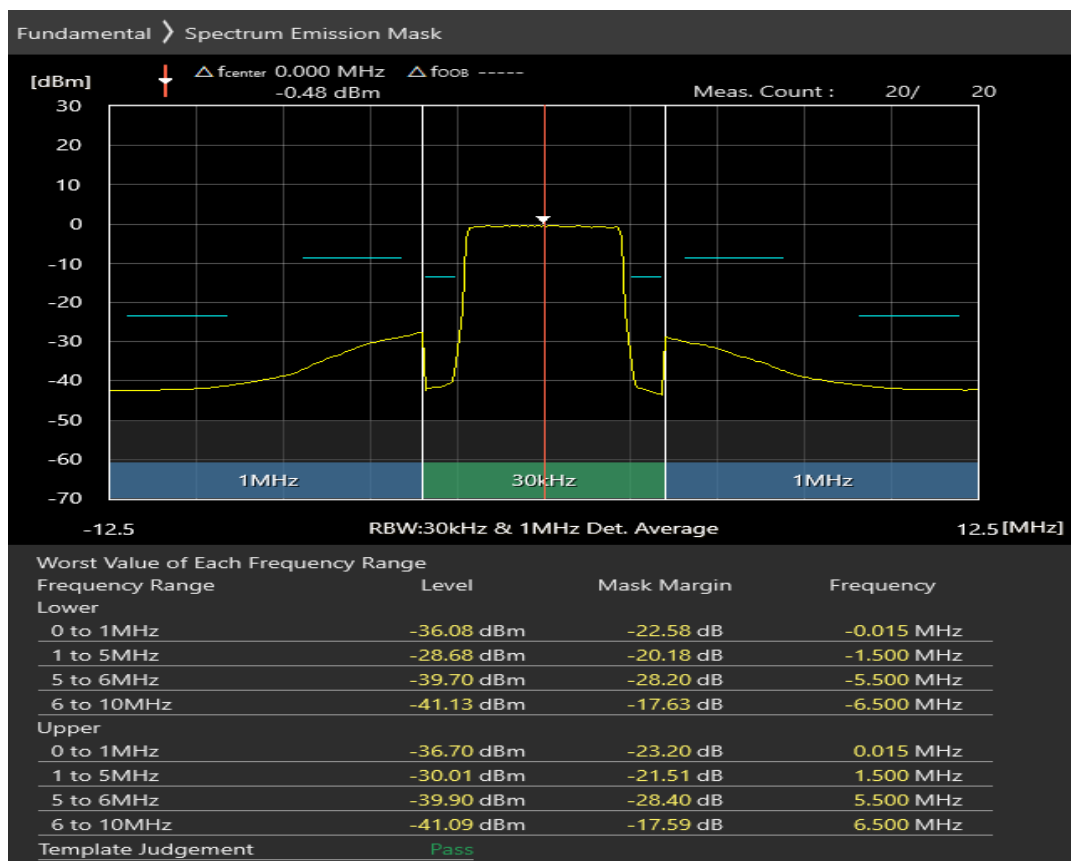 Fundamental ❯ Spectrum Emission Mask
[dBm] △ fcenter 0.000 MHz △ fOOB -----
-0.48 dBm Meas. Count : 20/ 20
30
20
10
0
-10
-20
-30
-40
-50
-60
-70
1MHz 30kHz 1MHz
-12.5 RBW:30kHz & 1MHz Det. Average 12.5 [MHz]
Worst Value of Each Frequency Range
Frequency Range Level Mask Margin Frequency
Lower
0 to 1MHz -36.08 dBm -22.58 dB -0.015 MHz
1 to 5MHz -28.68 dBm -20.18 dB -1.500 MHz
5 to 6MHz -39.70 dBm -28.20 dB -5.500 MHz
6 to 10MHz -41.13 dBm -17.63 dB -6.500 MHz
Upper
0 to 1MHz -36.70 dBm -23.20 dB 0.015 MHz
1 to 5MHz -30.01 dBm -21.51 dB 1.500 MHz
5 to 6MHz -39.90 dBm -28.40 dB 5.500 MHz
6 to 10MHz -41.09 dBm -17.59 dB 6.500 MHz
Template Judgement Pass